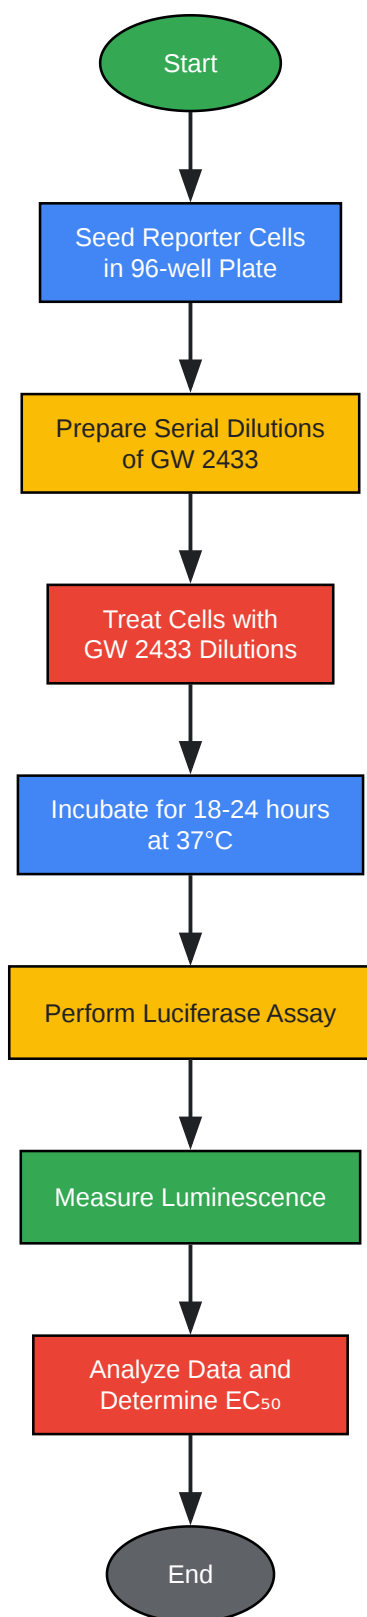 Start
Seed Reporter Cells
in 96-well Plate
Prepare Serial Dilutions
of GW 2433
Treat Cells with
GW 2433 Dilutions
Incubate for 18-24 hours
at 37°C
Perform Luciferase Assay
Measure Luminescence
Analyze Data and
Determine EC₅₀
End